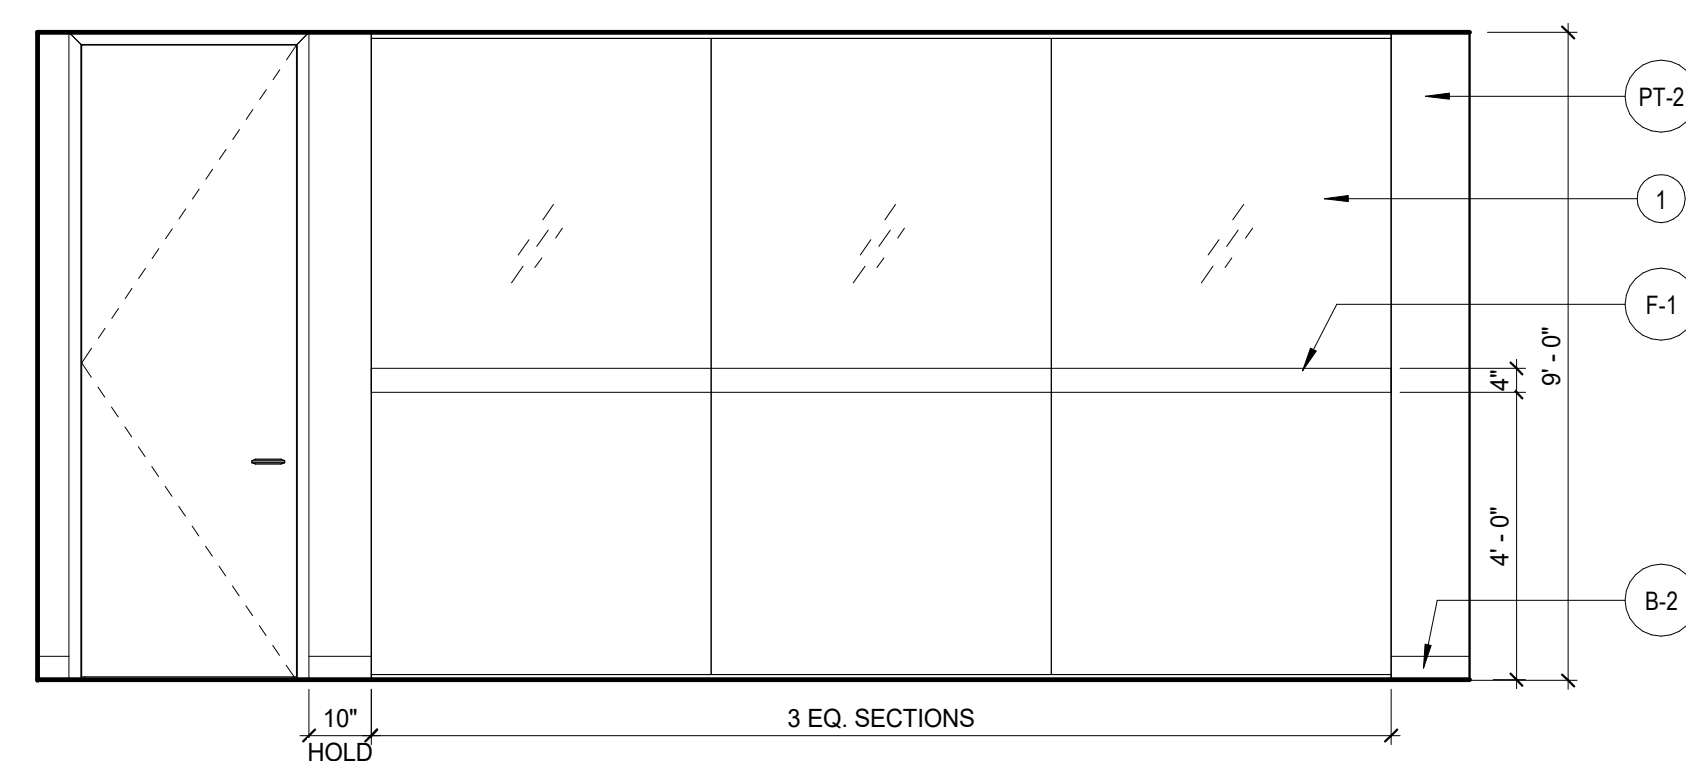 PT-2
1
F-1
9' - 0"
4"
4' - 0"
B-2
10"
HOLD
3 EQ. SECTIONS